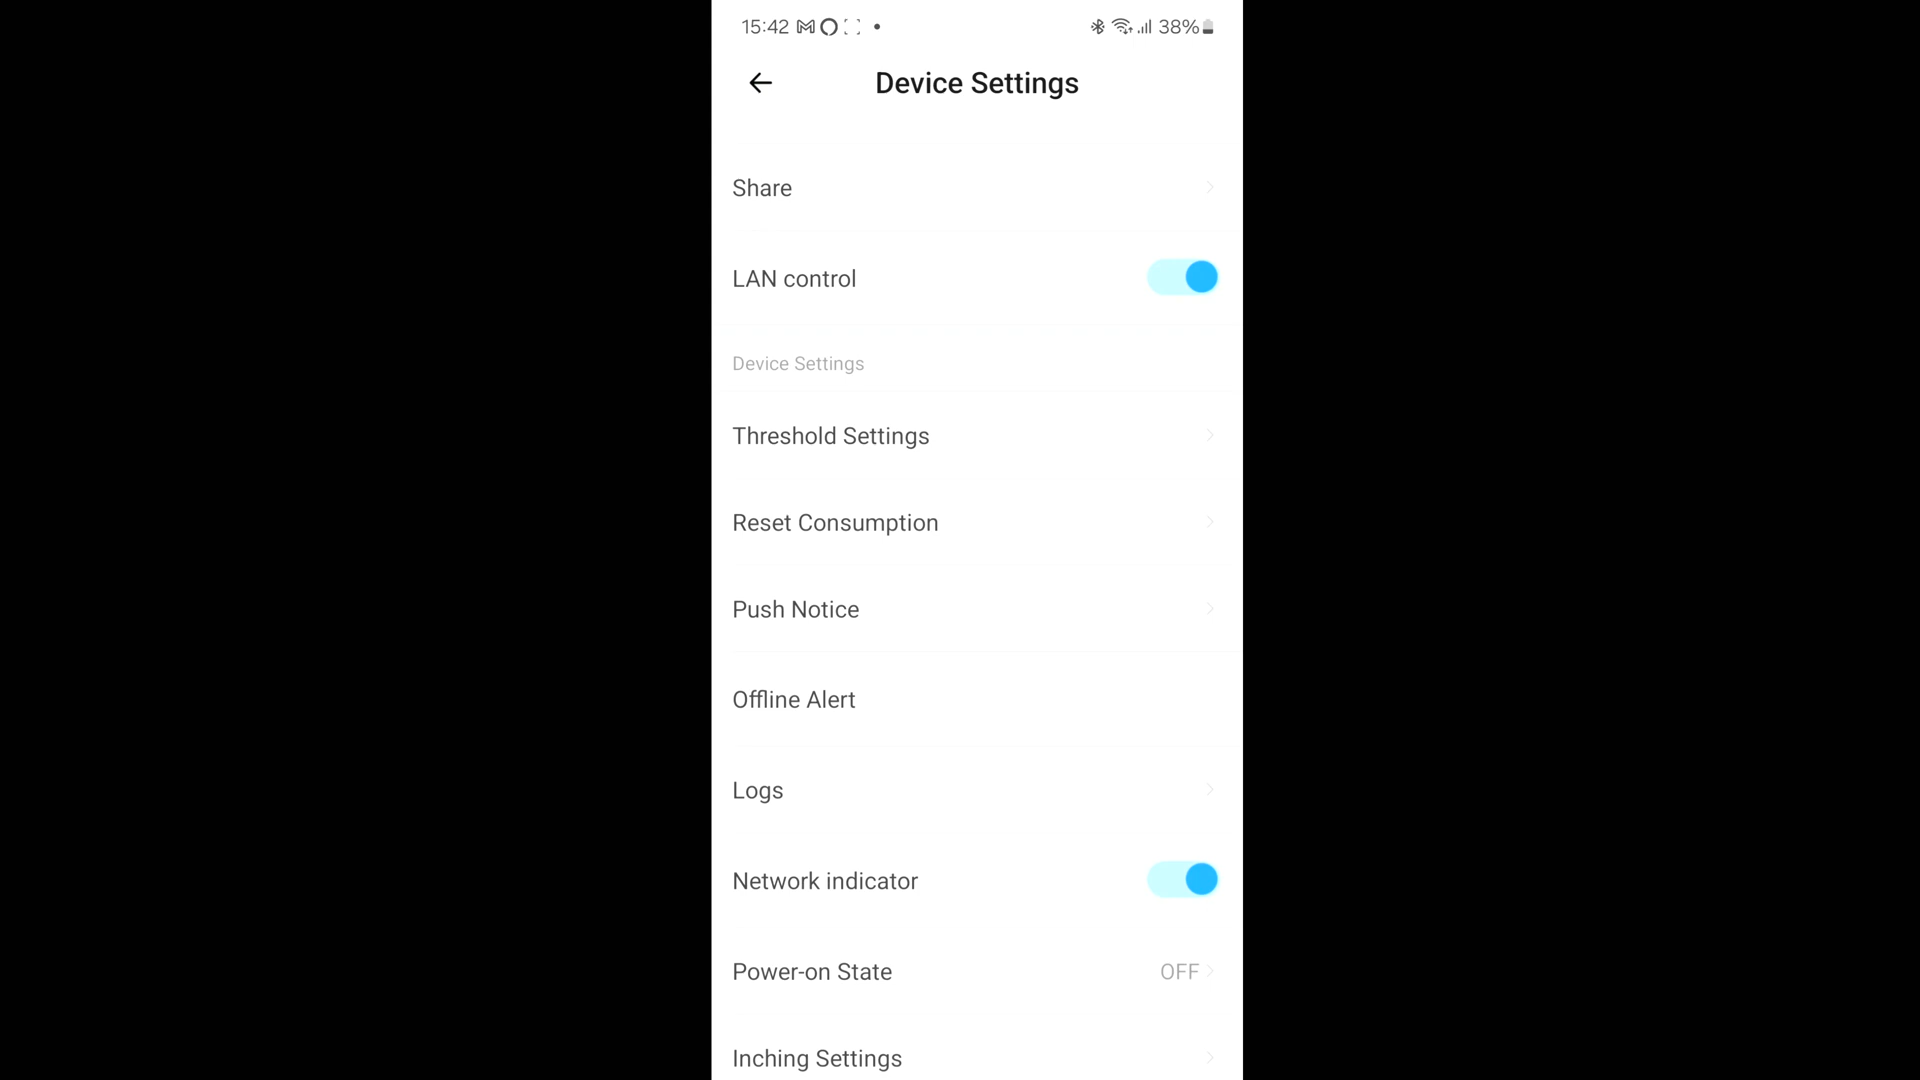 15:42 38%
Device Settings
Share
LAN control
Device Settings
Threshold Settings
Reset Consumption
Push Notice
Offline Alert
Logs
Network indicator
Power-on State OFF
Inching Settings